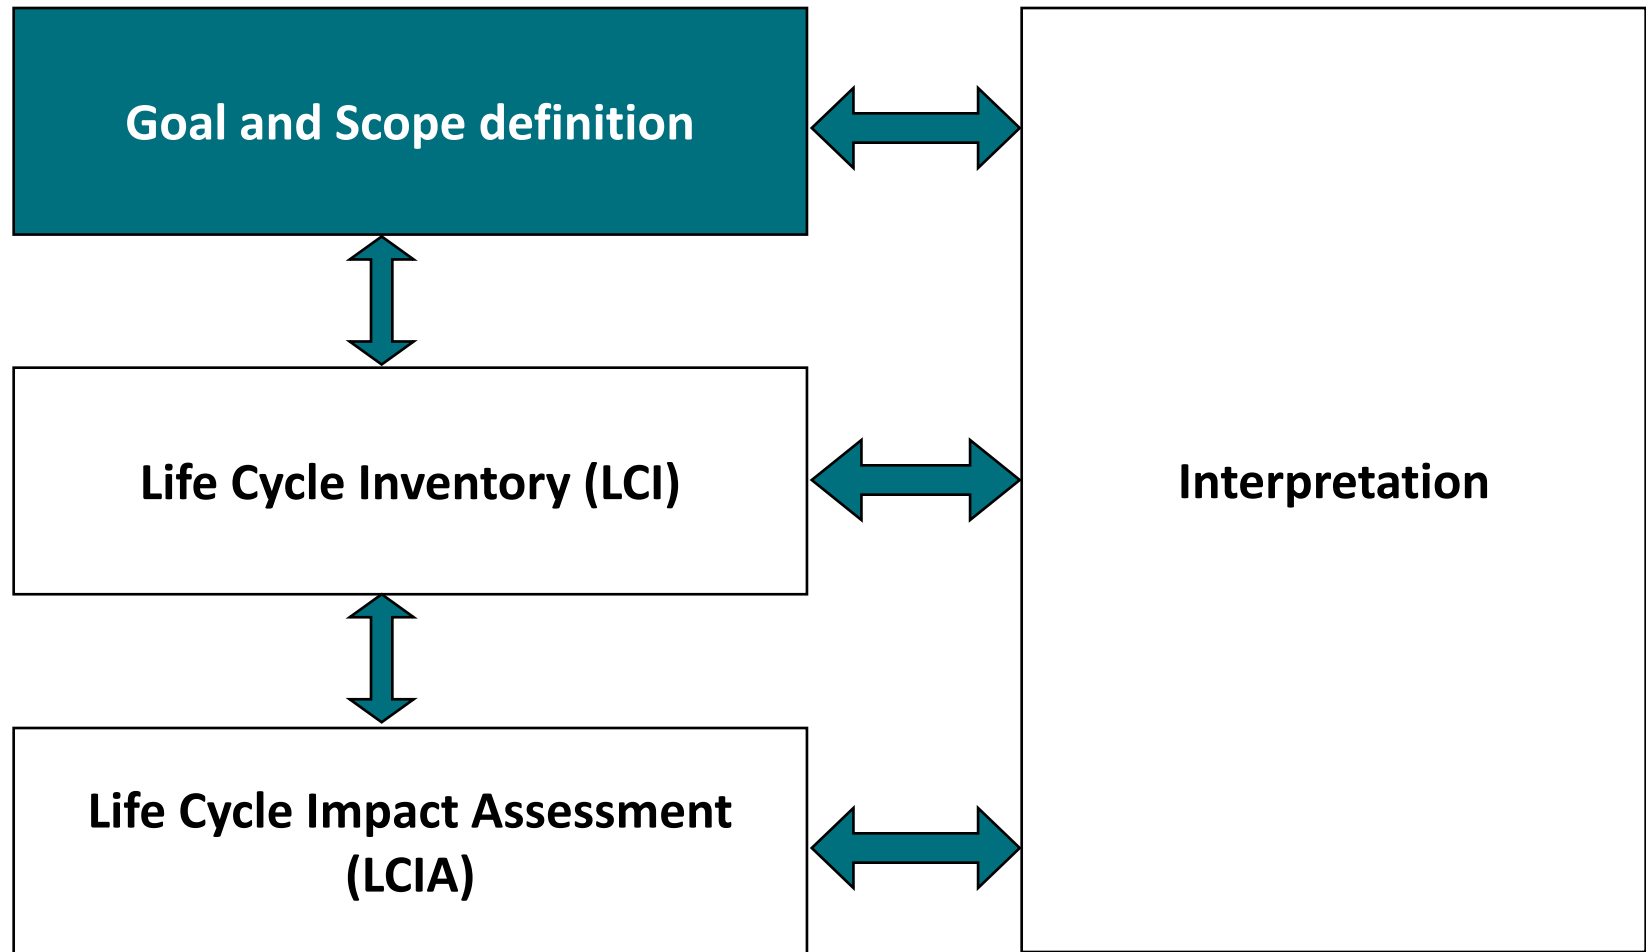 Goal and Scope definition
Life Cycle Inventory (LCI)
Interpretation
Life Cycle Impact Assessment
(LCIA)